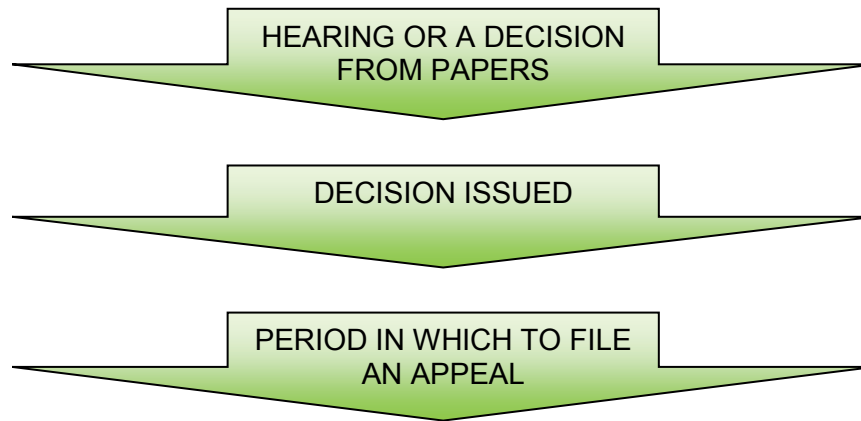 HEARING OR A DECISION
FROM PAPERS
DECISION ISSUED
PERIOD IN WHICH TO FILE
AN APPEAL